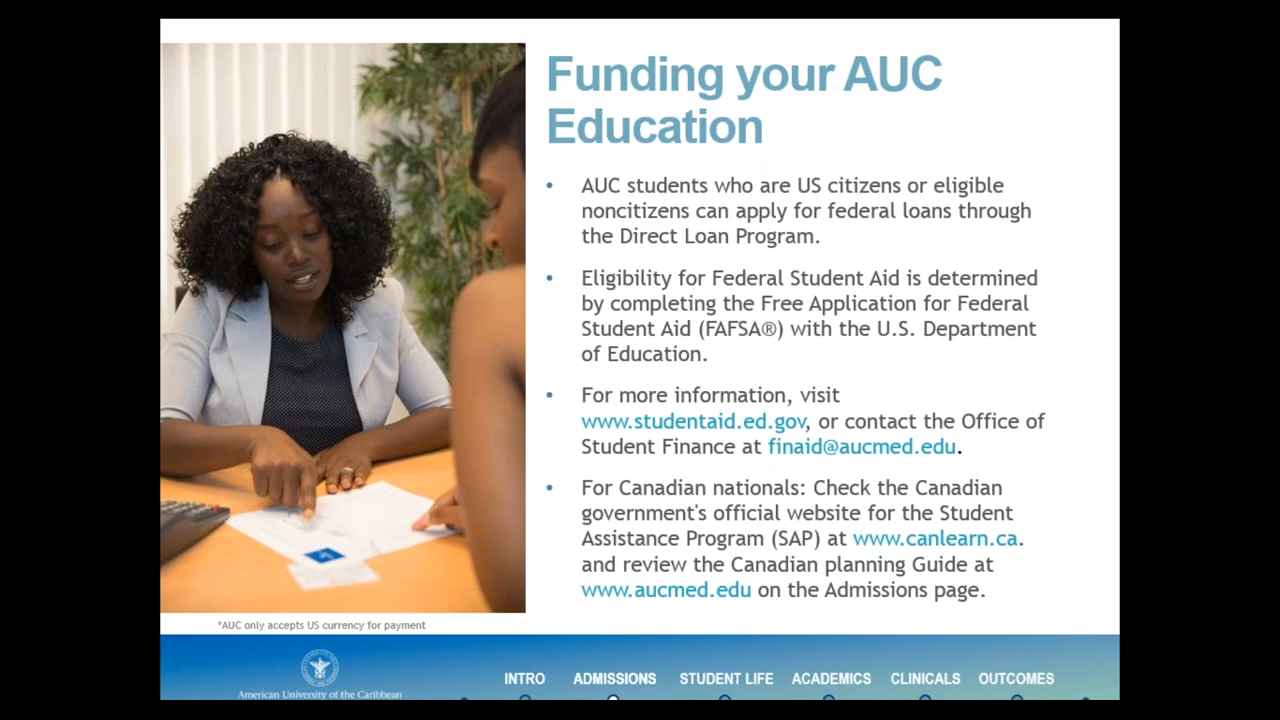 Funding your AUC
Education
• AUC students who are US citizens or eligible
noncitizens can apply for federal loans through
the Direct Loan Program.
• Eligibility for Federal Student Aid is determined
by completing the Free Application for Federal
Student Aid (FAFSA®) with the U.S. Department
of Education.
• For more information, visit
www.studentaid.ed.gov, or contact the Office of
Student Finance at finaid@aucmed.edu.
• For Canadian nationals: Check the Canadian
government's official website for the Student
Assistance Program (SAP) at www.canlearn.ca.
and review the Canadian planning Guide at
www.aucmed.edu on the Admissions page.
*AUC only accepts US currency for payment
American University of the Caribbean
INTRO ADMISSIONS STUDENT LIFE ACADEMICS CLINICALS OUTCOMES